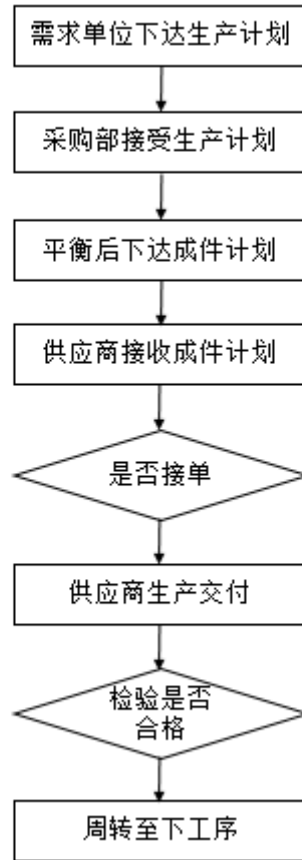 需求单位下达生产计划
采购部接受生产计划
平衡后下达成件计划
供应商接收成件计划
是否接单
供应商生产交付
检验是否
合格
周转至下工序